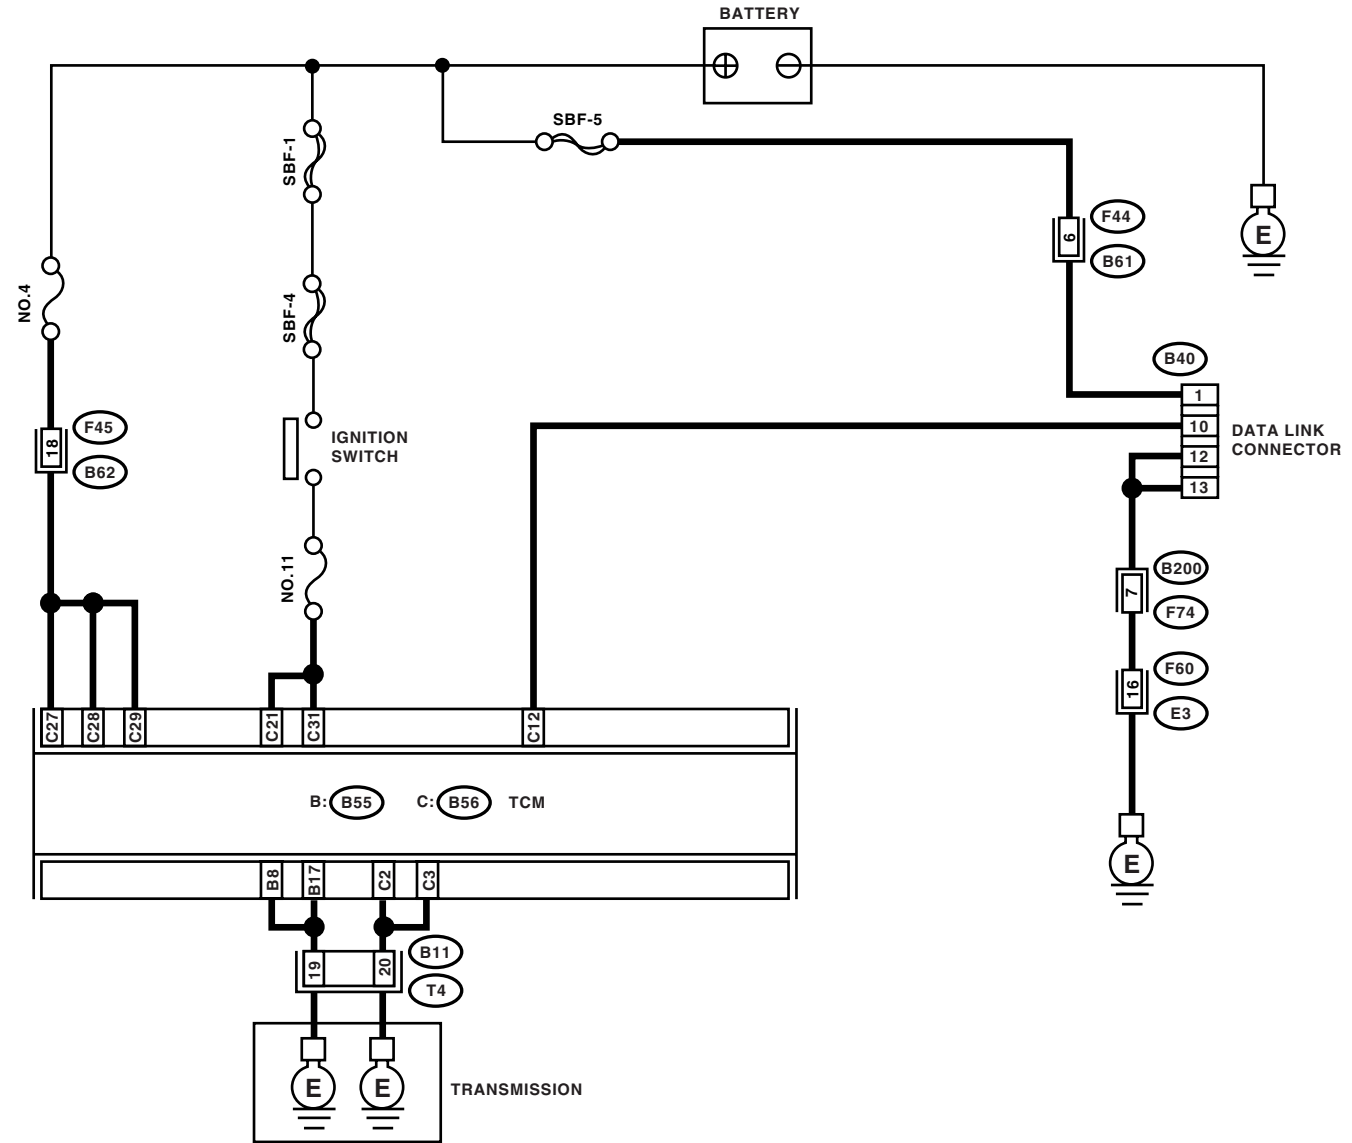 BATTERY
SBF-5
SBF-1
F44
6
E
B61
NO.4
SBF-4
B40
1
F45
18
IGNITION
SWITCH
10
DATA LINK
CONNECTOR
12
B62
13
NO.11
B200
7
F74
F60
16
E3
C27
C28
C29
C21
C31
C12
B: B55
C: B56
TCM
E
B8
B17
C2
C3
B11
19
20
T4
E
E
TRANSMISSION